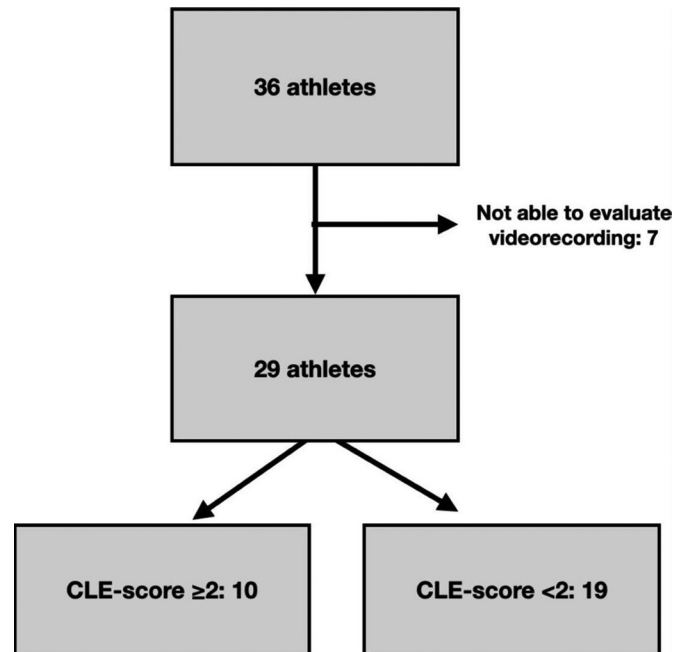 36 athletes
Not able to evaluate
videorecording: 7
29 athletes
CLE-score ≥2: 10
CLE-score <2: 19